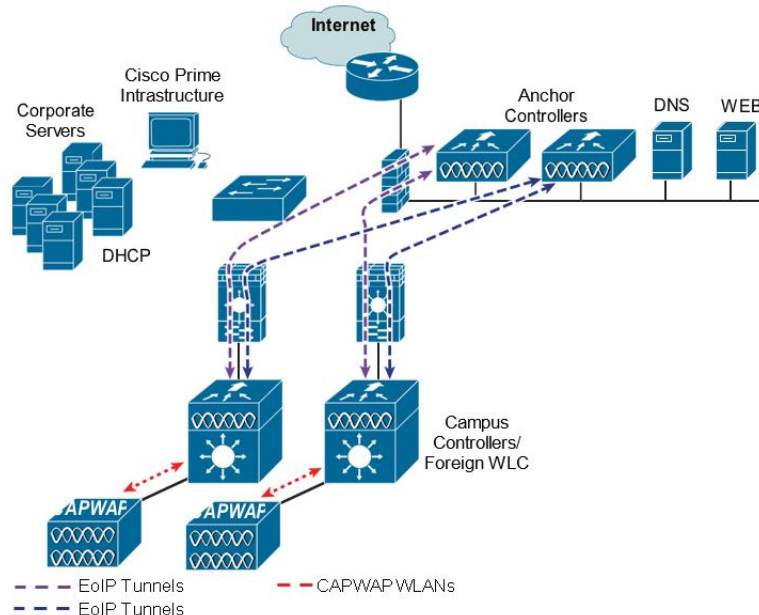 Internet
Cisco Prime
Intrastructure
Corporate
Servers
Anchor
Controllers
DNS
WEB
DHCP
Campus
Controllers/
Foreign WLC
CAPWAP
CAPWAP
EoIP Tunnels
CAPWAP WLANs
EoIP Tunnels